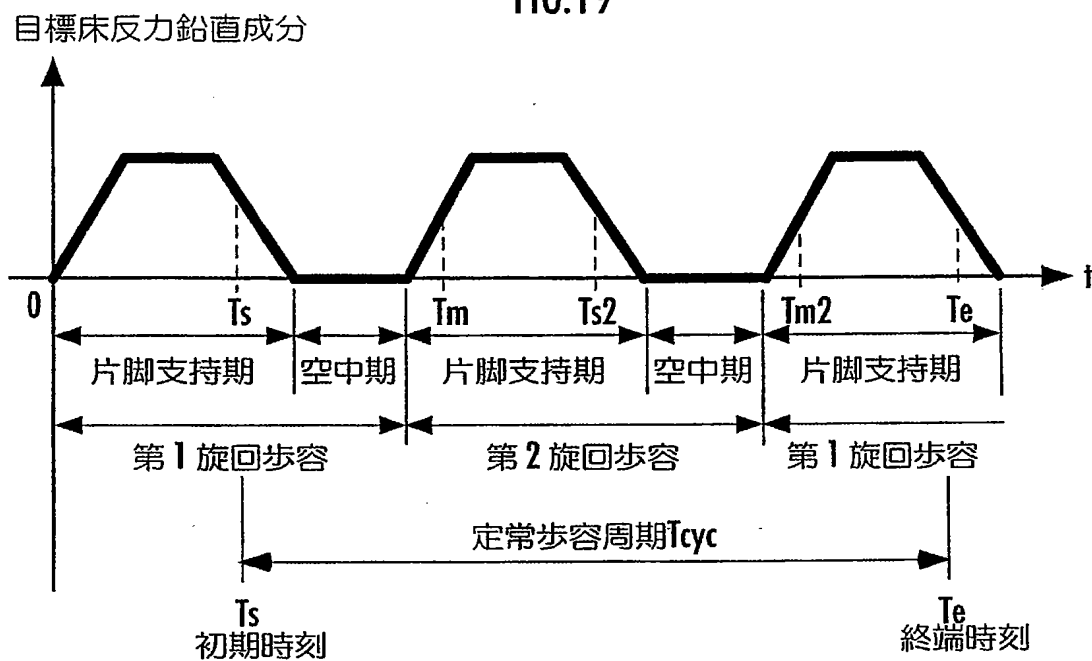 FIG.19
目標床反力鉛直成分
0 Ts Tm Ts2 Tm2 Te t
片脚支持期 空中期 片脚支持期 空中期 片脚支持期
第1旋回歩容 第2旋回歩容 第1旋回歩容
定常歩容周期Tcyc
Ts Te
初期時刻 終端時刻